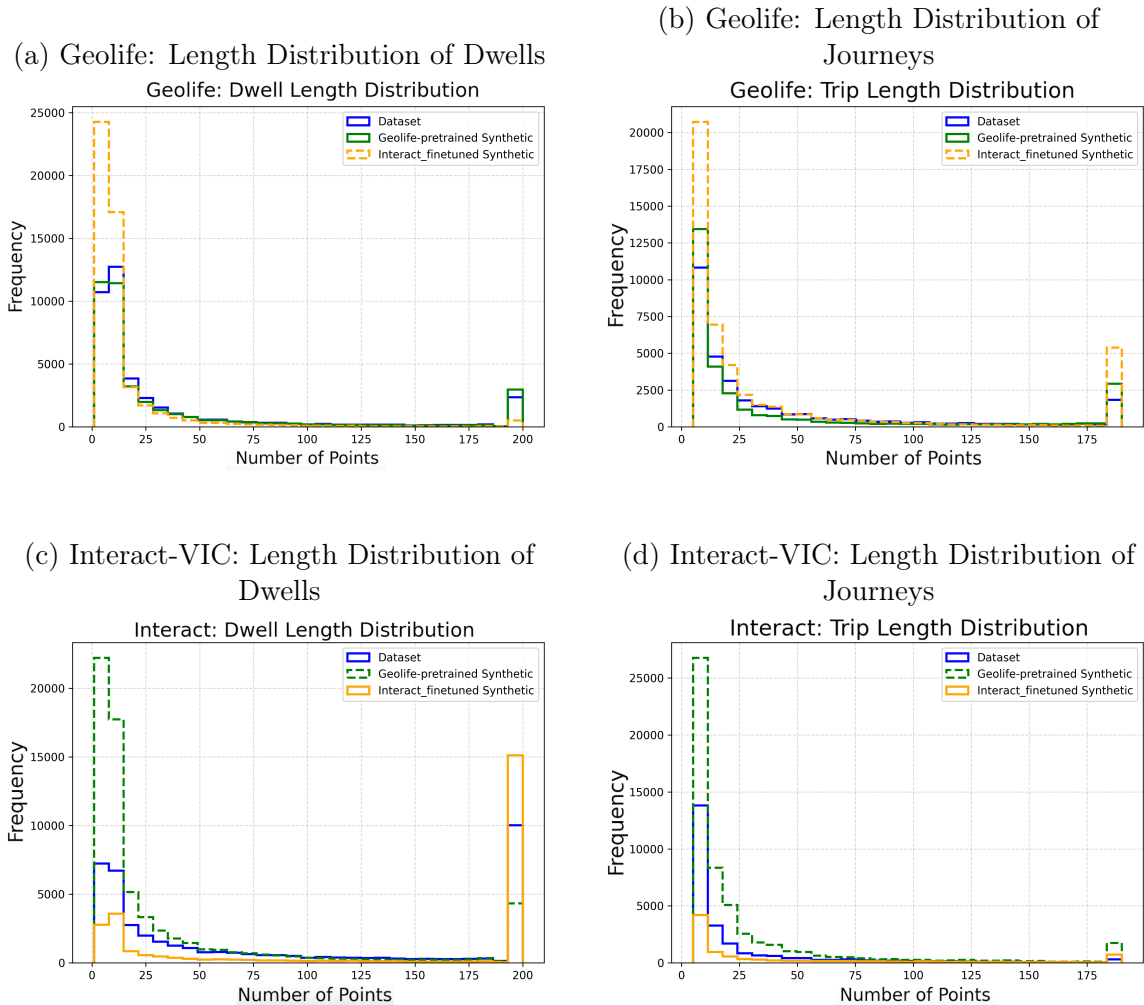 (a) Geolife: Length Distribution of Dwells
Geolife: Dwell Length Distribution
25000
20000
15000
10000
5000
0
Frequency
Dataset
Geolife-pretrained Synthetic
Interact_finetuned Synthetic
0 25 50 75 100 125 150 175 200
Number of Points
(b) Geolife: Length Distribution of
Journeys
Geolife: Trip Length Distribution
20000
17500
15000
12500
10000
7500
5000
2500
0
Frequency
Dataset
Geolife-pretrained Synthetic
Interact_finetuned Synthetic
0 25 50 75 100 125 150 175
Number of Points
(c) Interact-VIC: Length Distribution of
Dwells
Interact: Dwell Length Distribution
20000
15000
10000
5000
0
Frequency
Dataset
Geolife-pretrained Synthetic
Interact_finetuned Synthetic
0 25 50 75 100 125 150 175 200
Number of Points
(d) Interact-VIC: Length Distribution of
Journeys
Interact: Trip Length Distribution
25000
20000
15000
10000
5000
0
Frequency
Dataset
Geolife-pretrained Synthetic
Interact_finetuned Synthetic
0 25 50 75 100 125 150 175
Number of Points